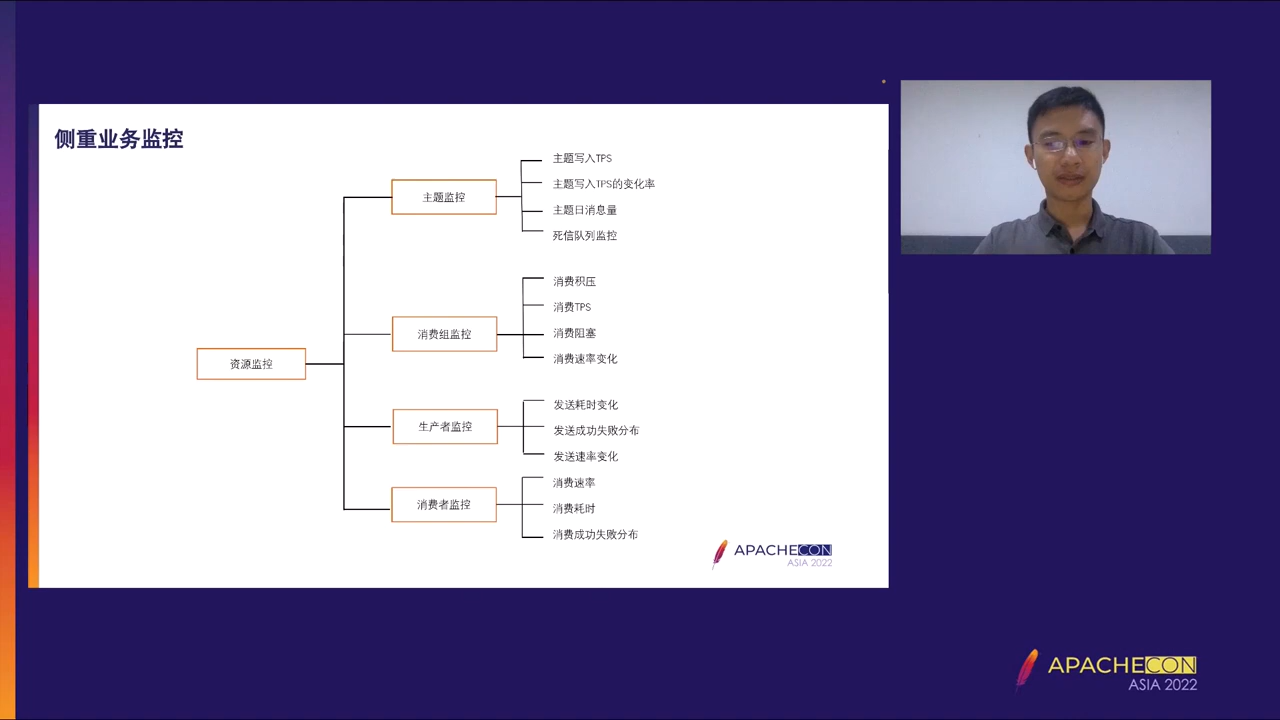 侧重业务监控
资源监控
主题监控
主题写入TPS
主题写入TPS的变化率
主题日消息量
死信队列监控
消费组监控
消费积压
消费TPS
消费阻塞
消费速率变化
生产者监控
发送耗时变化
发送成功失败分布
发送速率变化
消费者监控
消费速率
消费耗时
消费成功失败分布
APACHECON
ASIA 2022
APACHECON
ASIA 2022